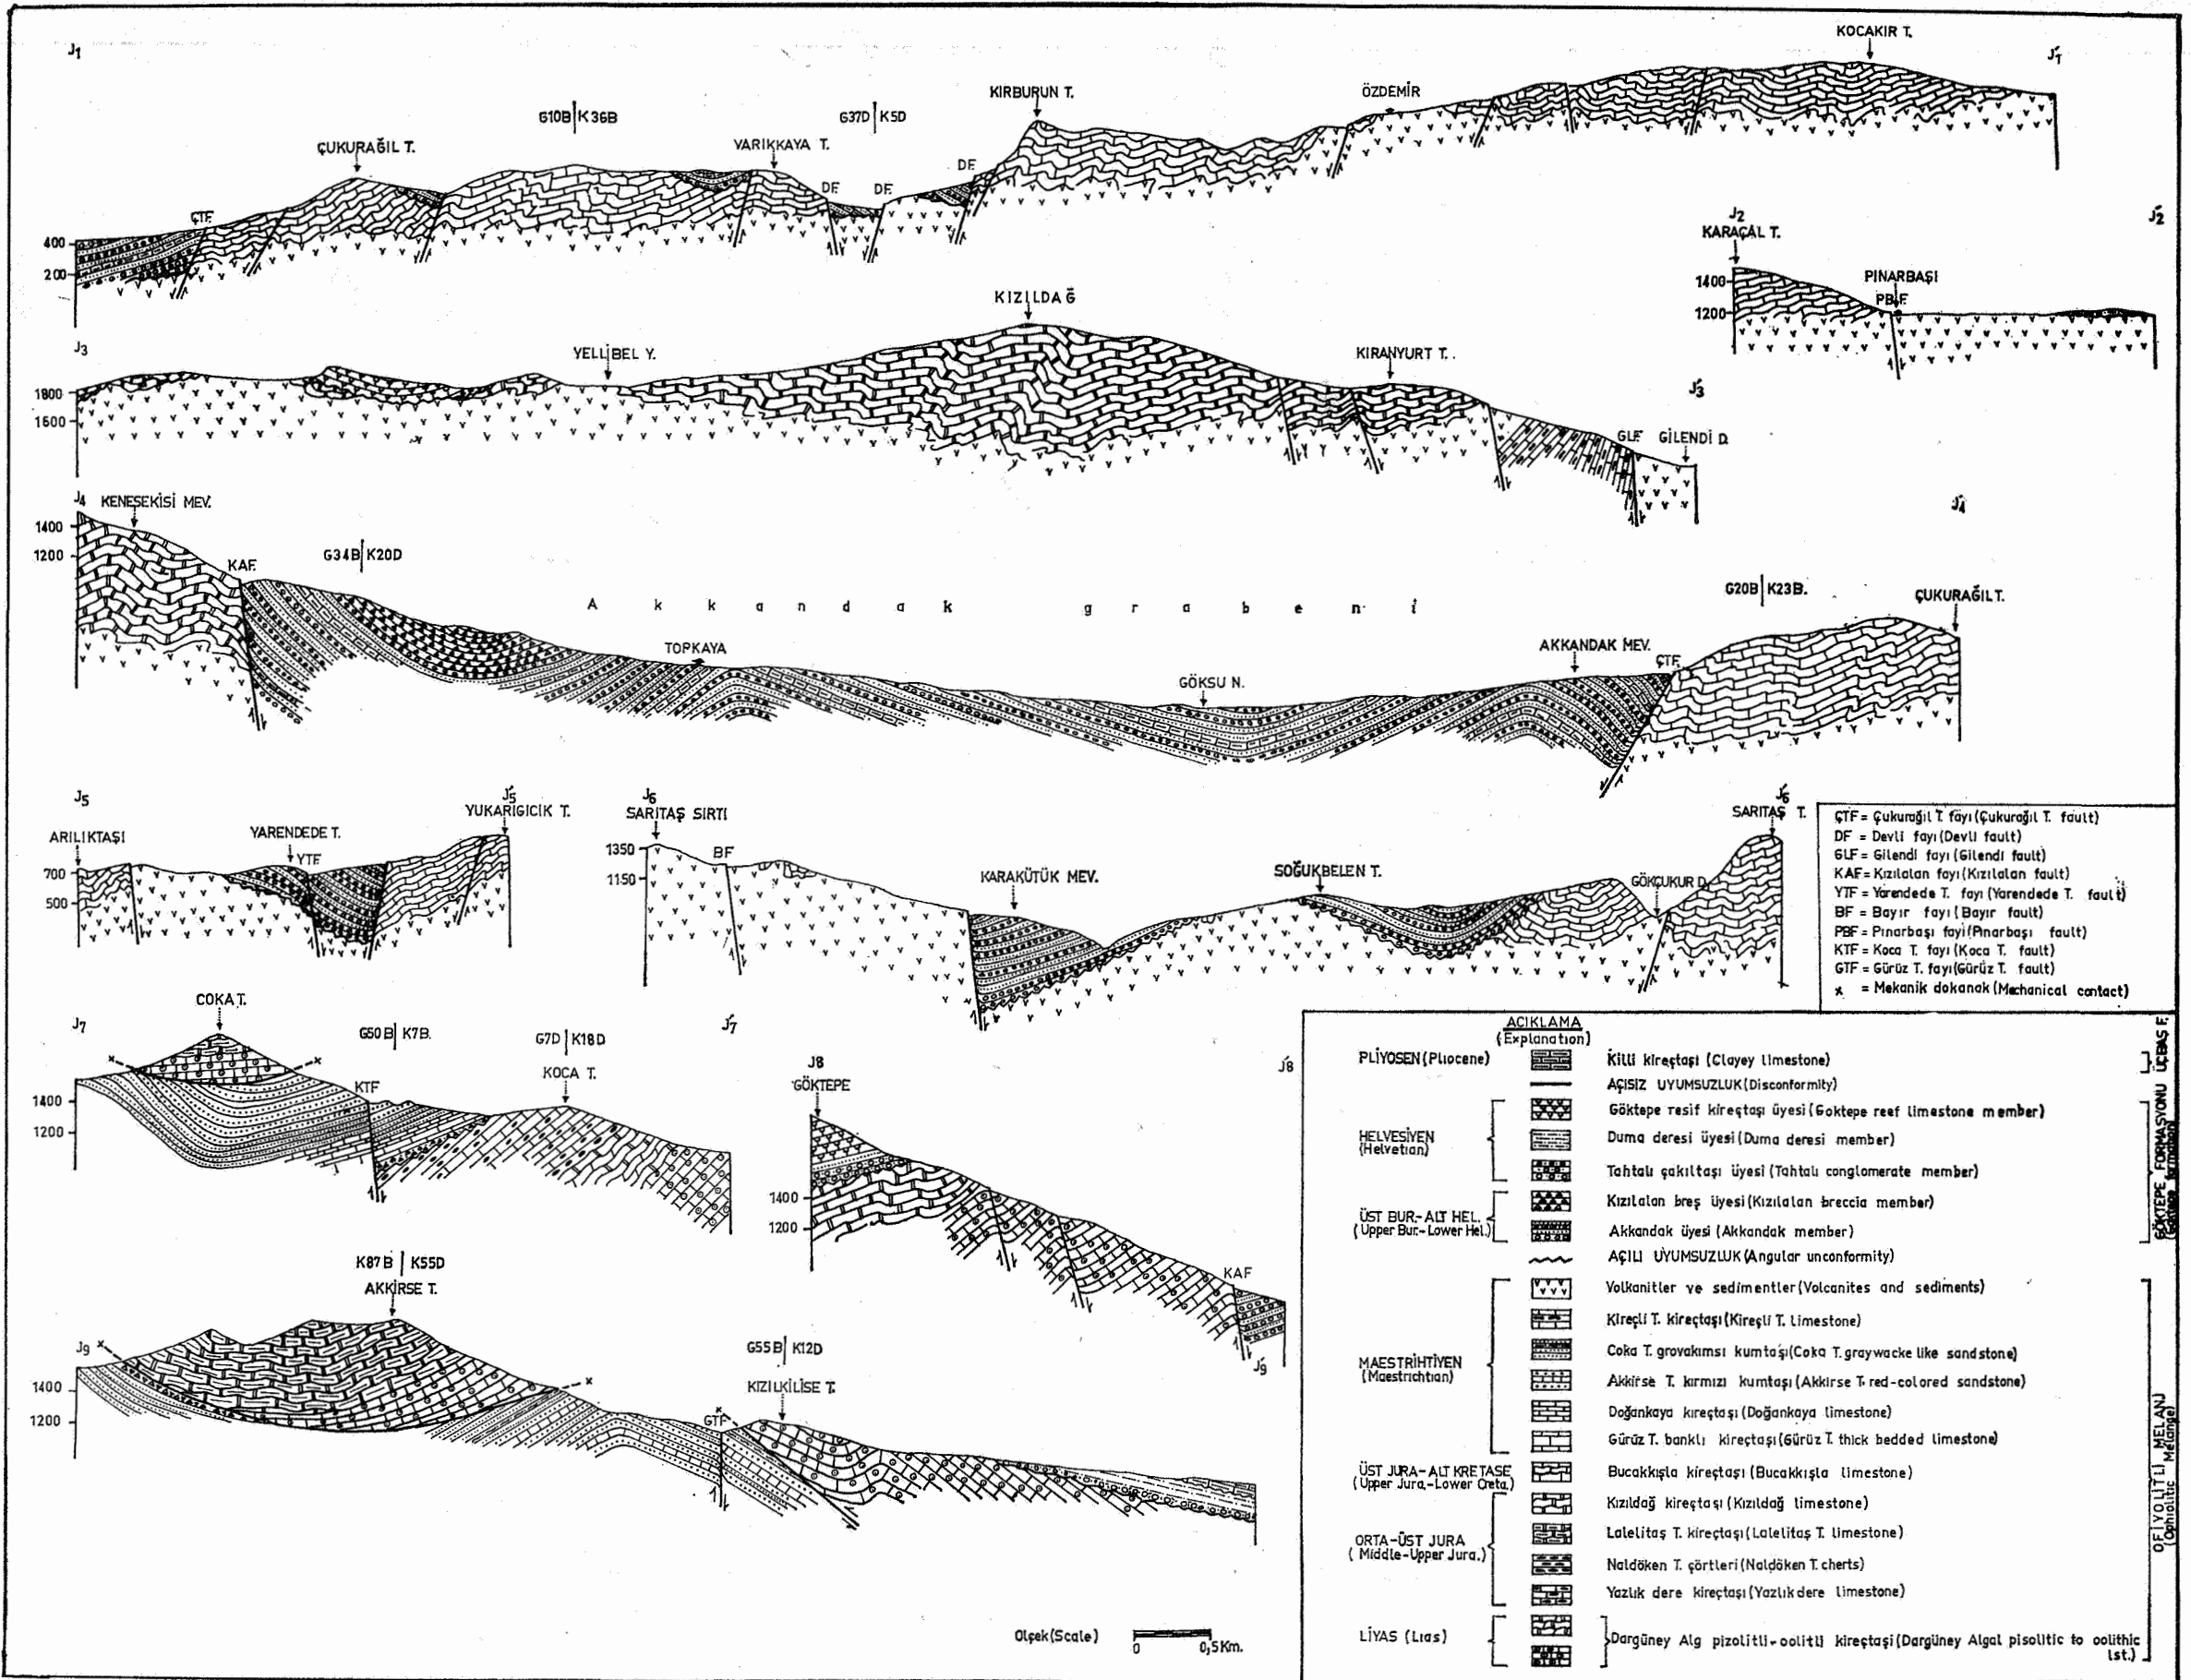 J1
KOCAKIR T.
J'1
KIRBURUN T.
ÖZDEMİR
G10B K36B
G37D K5D
ÇUKURAĞIL T.
VARIKKAYA T.
DF.
DF.
DF.
ÇTF.
400
200
J2
KARAÇAL T.
J'2
PINARBAŞI
PB.F.
1400
1200
J3
YELLİBEL Y.
KIZILDAĞ
KIRANYURT T.
J'3
GLF
GİLENDİ D.
1800
1600
J4
KENEŞEKİSİ MEV.
J'4
1400
1200
KAF.
G34B K20D
Akkandak grabeni
G20B K23B.
ÇUKURAĞIL T.
TOPKAYA
GÖKSU N.
AKKANDAK MEV.
ÇTF.
J5
ARILIKTAŞI
YARENDEDE T.
YTF
J'5
YUKARIGICIK T.
700
500
J6
SARITAŞ SIRTI
J'6
SARITAŞ T.
1350
1150
BF
KARAKÜTÜK MEV.
SOĞUKBELEN T.
GÖKÇUKUR D.
ÇTF = Çukurağıl T. fayı (Çukurağıl T. fault)
DF = Devli fayı (Devli fault)
GLF = Gilendi fayı (Gilendi fault)
KAF = Kızılalan fayı (Kızılalan fault)
YTF = Yarendede T. fayı (Yarendede T. fault)
BF = Bayır fayı (Bayır fault)
PBF = Pınarbaşı fayi (Pınarbaşı fault)
KTF = Koca T. fayı (Koca T. fault)
GTF = Gürüz T. fayı (Gürüz T. fault)
x = Mekanik dokanak (Mechanical contact)
J7
COKA T.
J'7
x x
G50B K7B.
G7D K18D
KTF
KOCA T.
1400
1200
J8
GÖKTEPE
J'8
1400
1200
KAF
J'9
K87B K55D
AKKİRSE T.
J9
x x
G55B K12D
KIZILKİLİSE T.
GTF
x
1400
1200
Olçek (Scale)
0 0,5 Km.
ACIKLAMA
(Explanation)
PLİYOSEN (Pliocene)
Killi kireçtaşı (Clayey limestone)
AÇISIZ UYUMSUZLUK (Disconformity)
HELVESİYEN
(Helvetian)
Göktepe resif kireçtaşı üyesi (Goktepe reef limestone member)
Duma deresi üyesi (Duma deresi member)
Tahtalı çakıltaşı üyesi (Tahtalı conglomerate member)
ÜST BUR.-ALT HEL.
(Upper Bur.-Lower Hel.)
Kızılalan breş üyesi (Kızılalan breccia member)
Akkandak üyesi (Akkandak member)
AÇILI UYUMSUZLUK (Angular unconformity)
MAESTRİHTİYEN
(Maestrichtian)
Volkanitler ve sedimentler (Volcanites and sediments)
Kireçli T. kireçtaşı (Kireçli T. limestone)
Coka T. grovakımsı kumtaşı (Coka T. graywacke like sandstone)
Akkirse T. kırmızı kumtaşı (Akkirse T. red-colored sandstone)
Doğankaya kireçtaşı (Doğankaya limestone)
Gürüz T. banklı kireçtaşı (Gürüz T. thick bedded limestone)
ÜST JURA-ALT KRETASE
(Upper Jura.-Lower Creta.)
Bucakkışla kireçtaşı (Bucakkışla limestone)
ORTA-ÜST JURA
(Middle-Upper Jura.)
Kızıldağ kireçtaşı (Kızıldağ limestone)
Lalelitaş T. kireçtaşı (Lalelitaş T. limestone)
Naldöken T. çörtleri (Naldöken T. cherts)
Yazlık dere kireçtaşı (Yazlıkdere limestone)
LİYAS (Lıas)
Dargüney Alg pizolitli-oolitli kireçtaşi (Dargüney Algal pisolitic to oolithic
lst.)
ÜÇBAŞ F.
GÖKTEPE FORMASYONU
OFİYOLİTLİ MELANJ
(Ophiolitic Melange)